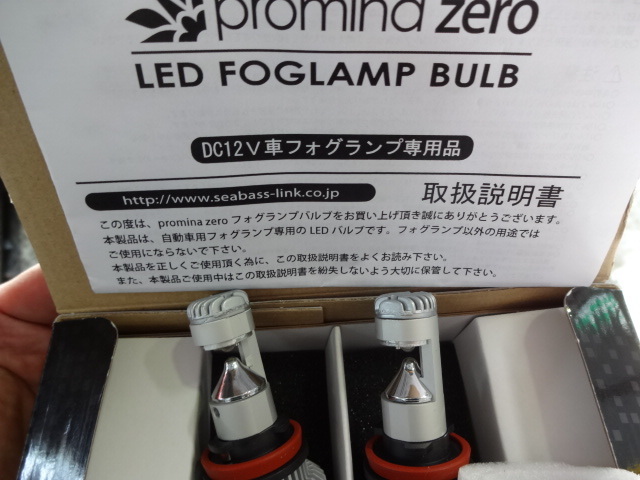 promina zero
LED FOGLAMP BULB
DC12V車フォグランプ専用品
http://www.seabass-link.co.jp
取扱説明書
この度は、promina zero フォグランプバルブをお買い上げ頂き誠にありがとうございます。
本製品は、自動車用フォグランプ専用の LED バルブです。フォグランプ以外の用途では
ご使用にならないで下さい。
本製品を正しくご使用頂く為に、この取扱説明書をよくお読み下さい。
また、本製品ご使用中はこの取扱説明書を紛失しないよう大切に保管して下さい。